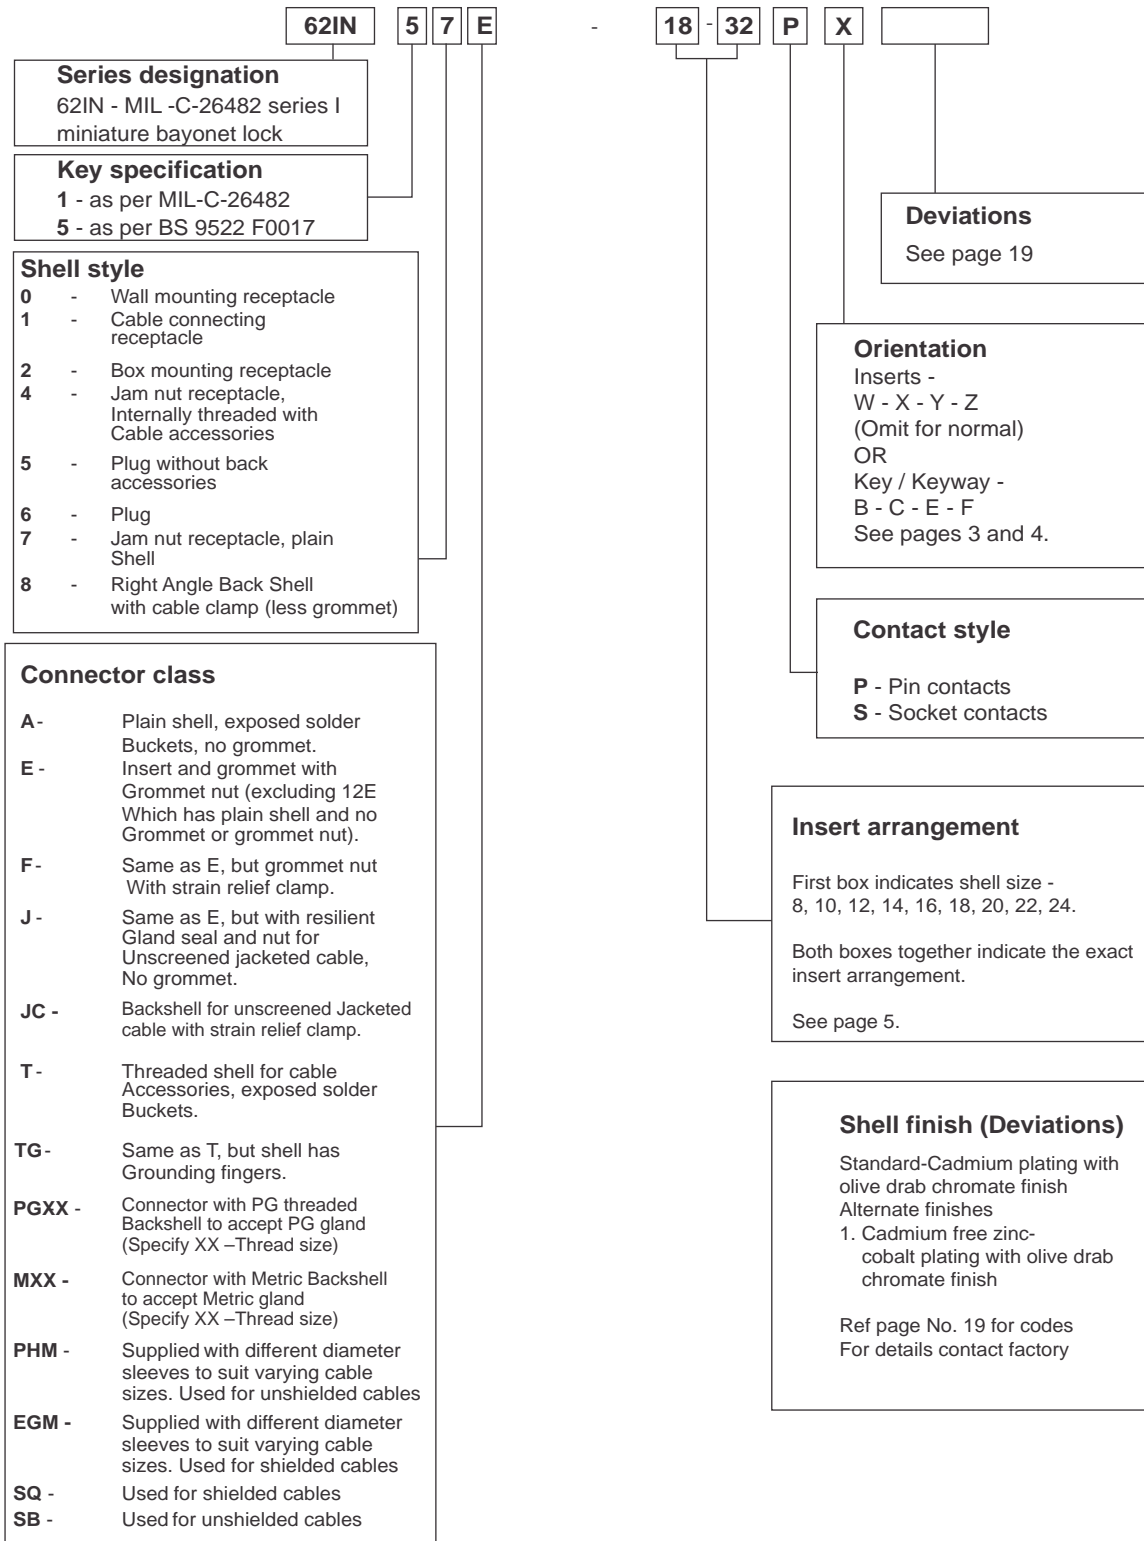 62IN 5 7 E - 18 - 32 P X
Series designation
62IN - MIL -C-26482 series I
miniature bayonet lock
Key specification
1 - as per MIL-C-26482
5 - as per BS 9522 F0017
Shell style
0 - Wall mounting receptacle
1 - Cable connecting
receptacle
2 - Box mounting receptacle
4 - Jam nut receptacle,
Internally threaded with
Cable accessories
5 - Plug without back
accessories
6 - Plug
7 - Jam nut receptacle, plain
Shell
8 - Right Angle Back Shell
with cable clamp (less grommet)
Connector class
A - Plain shell, exposed solder
Buckets, no grommet.
E - Insert and grommet with
Grommet nut (excluding 12E
Which has plain shell and no
Grommet or grommet nut).
F - Same as E, but grommet nut
With strain relief clamp.
J - Same as E, but with resilient
Gland seal and nut for
Unscreened jacketed cable,
No grommet.
JC - Backshell for unscreened Jacketed
cable with strain relief clamp.
T - Threaded shell for cable
Accessories, exposed solder
Buckets.
TG - Same as T, but shell has
Grounding fingers.
PGXX - Connector with PG threaded
Backshell to accept PG gland
(Specify XX –Thread size)
MXX - Connector with Metric Backshell
to accept Metric gland
(Specify XX –Thread size)
PHM - Supplied with different diameter
sleeves to suit varying cable
sizes. Used for unshielded cables
EGM - Supplied with different diameter
sleeves to suit varying cable
sizes. Used for shielded cables
SQ - Used for shielded cables
SB - Used for unshielded cables
Deviations
See page 19
Orientation
Inserts -
W - X - Y - Z
(Omit for normal)
OR
Key / Keyway -
B - C - E - F
See pages 3 and 4.
Contact style
P - Pin contacts
S - Socket contacts
Insert arrangement
First box indicates shell size -
8, 10, 12, 14, 16, 18, 20, 22, 24.
Both boxes together indicate the exact
insert arrangement.
See page 5.
Shell finish (Deviations)
Standard-Cadmium plating with
olive drab chromate finish
Alternate finishes
1. Cadmium free zinc-
cobalt plating with olive drab
chromate finish
Ref page No. 19 for codes
For details contact factory